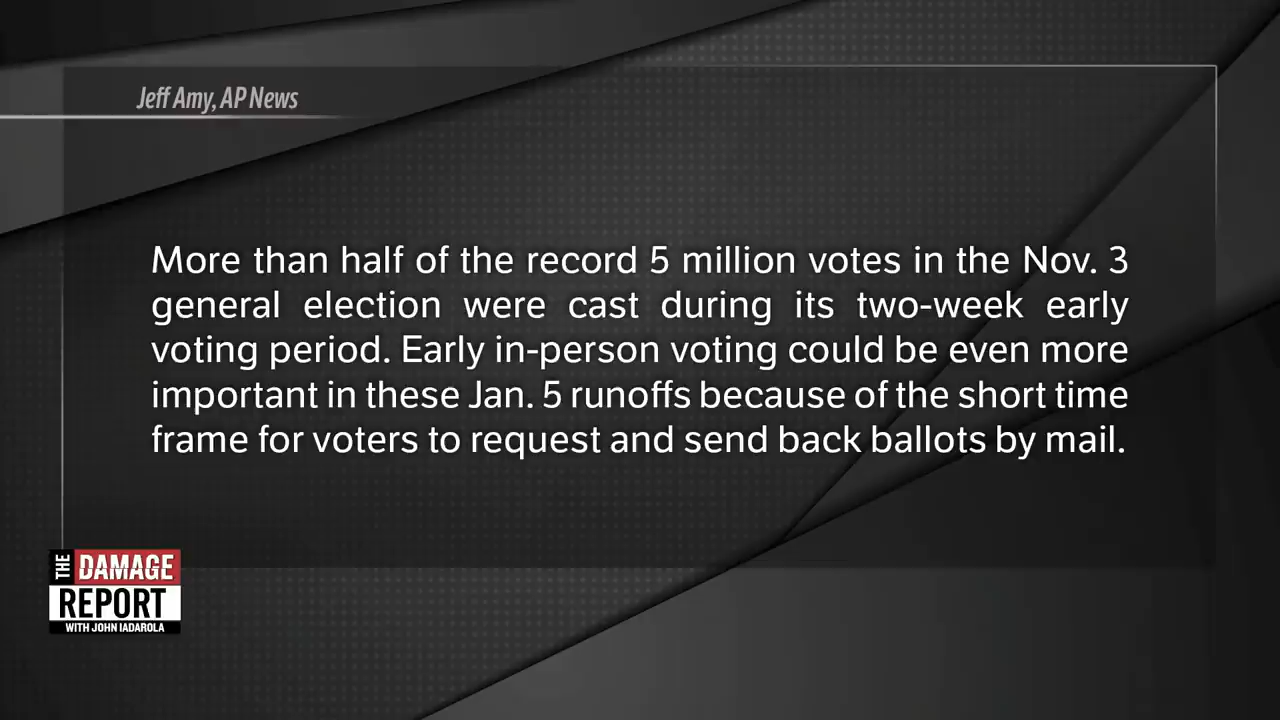 Jeff Amy, AP News
More than half of the record 5 million votes in the Nov. 3
general election were cast during its two-week early
voting period. Early in-person voting could be even more
important in these Jan. 5 runoffs because of the short time
frame for voters to request and send back ballots by mail.
THE DAMAGE
REPORT
WITH JOHN IADAROLA